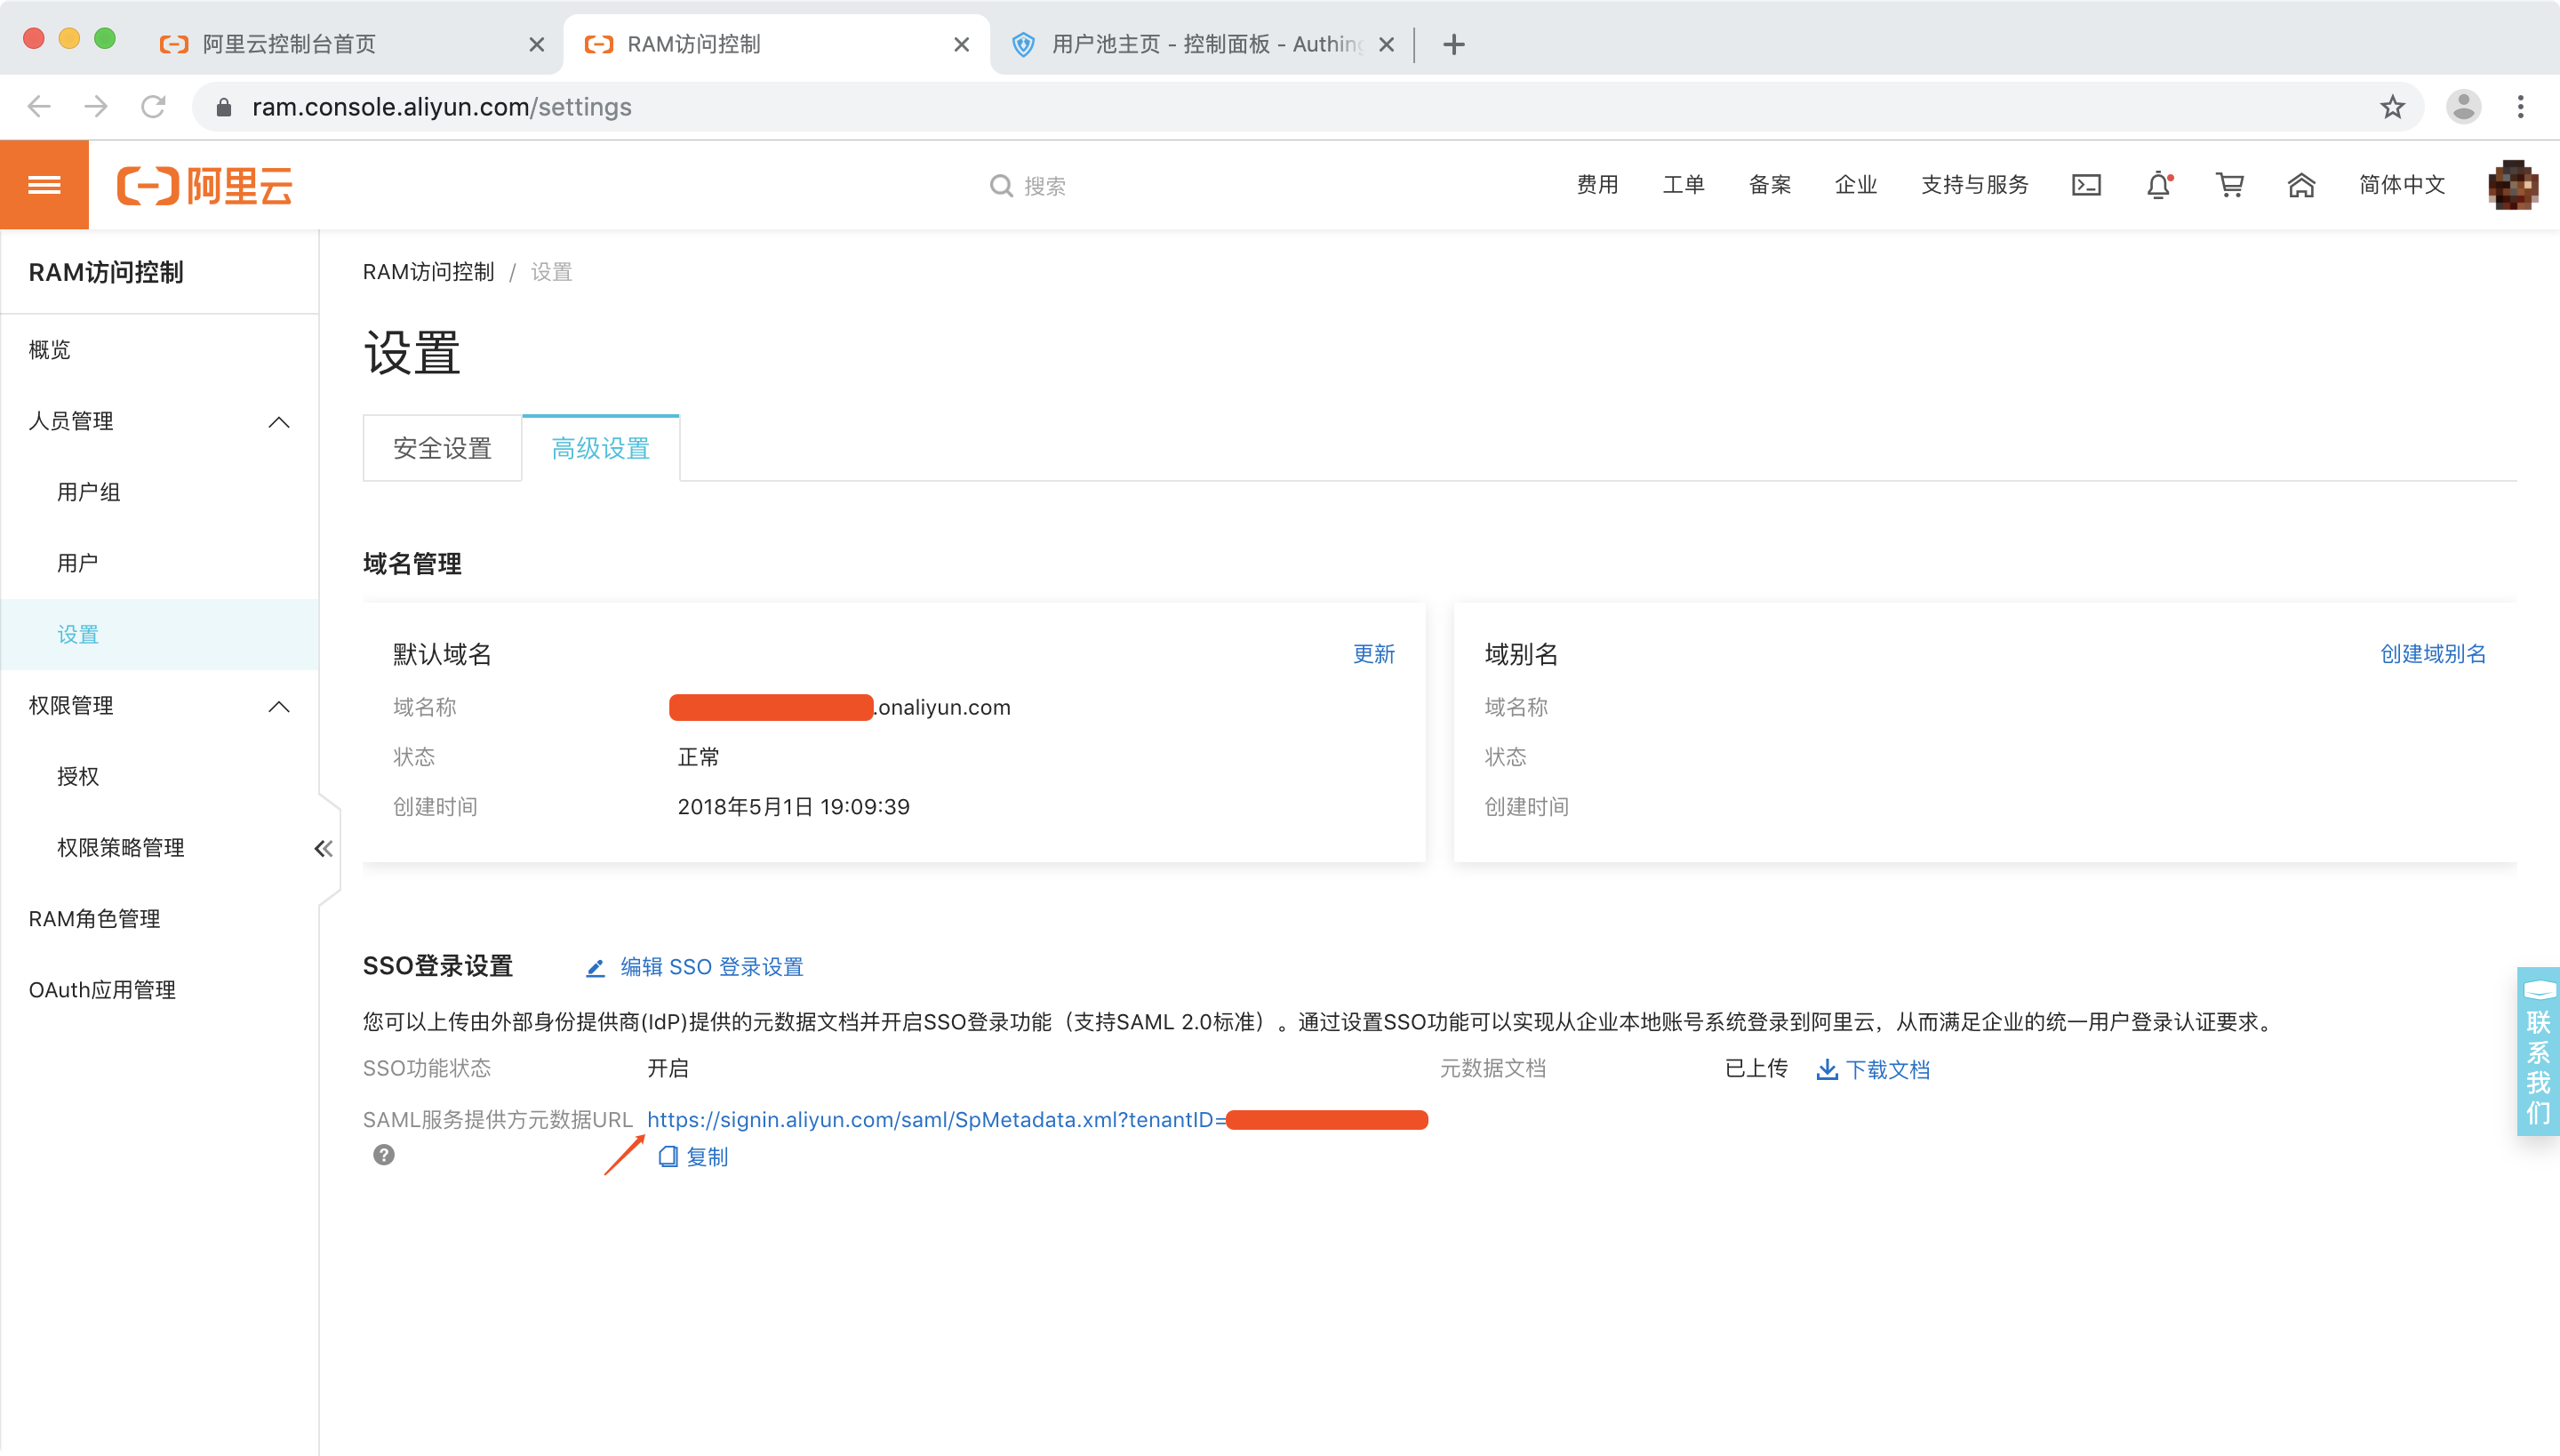 阿里云控制台首页
RAM访问控制
用户池主页 - 控制面板 - Authing
ram.console.aliyun.com/settings
阿里云
搜索
费用
工单
备案
企业
支持与服务
简体中文
RAM访问控制
概览
人员管理
用户组
用户
设置
权限管理
授权
权限策略管理
RAM角色管理
OAuth应用管理
RAM访问控制 / 设置
设置
安全设置
高级设置
域名管理
默认域名
更新
域名称 .onaliyun.com
状态 正常
创建时间 2018年5月1日 19:09:39
域别名
创建域别名
域名称
状态
创建时间
SSO登录设置
编辑 SSO 登录设置
您可以上传由外部身份提供商(IdP)提供的元数据文档并开启SSO登录功能（支持SAML 2.0标准）。通过设置SSO功能可以实现从企业本地账号系统登录到阿里云，从而满足企业的统一用户登录认证要求。
SSO功能状态 开启
元数据文档 已上传 下载文档
SAML服务提供方元数据URL https://signin.aliyun.com/saml/SpMetadata.xml?tenantID=
复制
联系我们